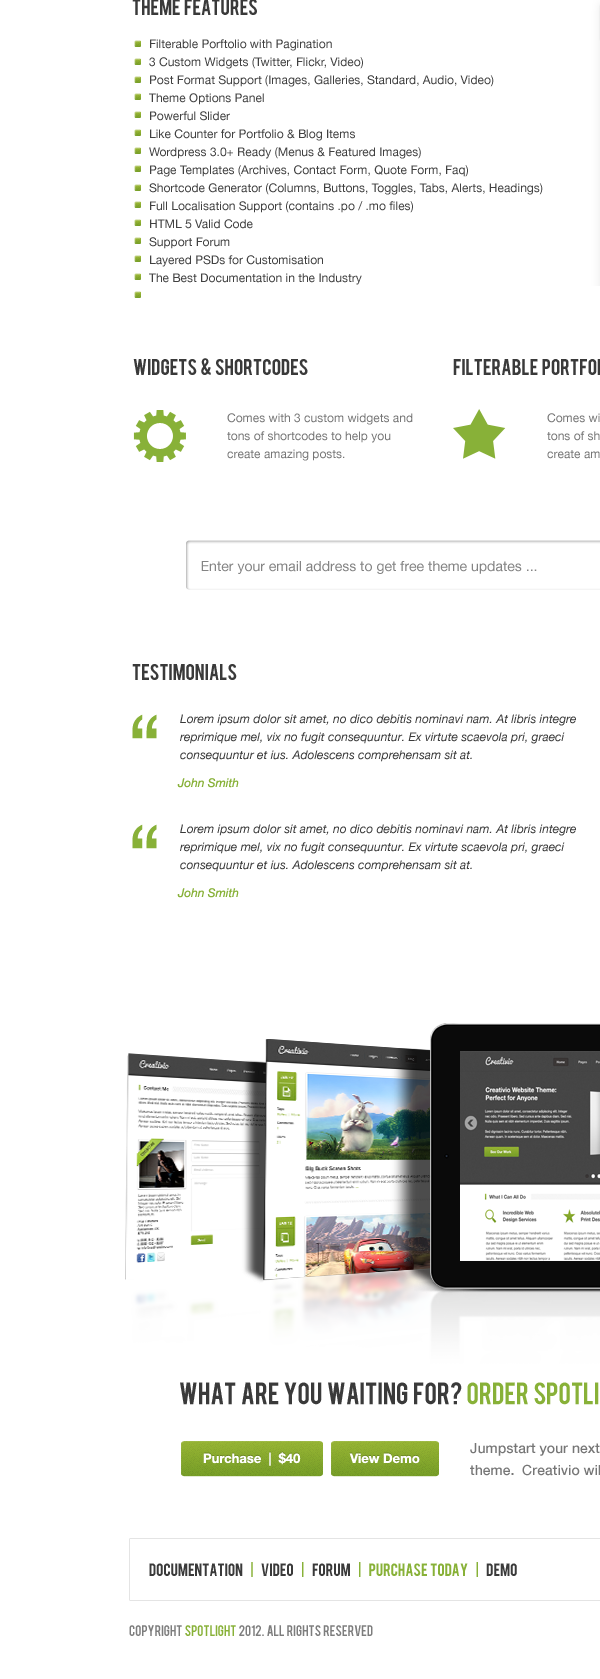 THEME FEATURES
Filterable Porftolio with Pagination
3 Custom Widgets (Twitter, Flickr, Video)
Post Format Support (Images, Galleries, Standard, Audio, Video)
Theme Options Panel
Powerful Slider
Like Counter for Portfolio & Blog Items
Wordpress 3.0+ Ready (Menus & Featured Images)
Page Templates (Archives, Contact Form, Quote Form, Faq)
Shortcode Generator (Columns, Buttons, Toggles, Tabs, Alerts, Headings)
Full Localisation Support (contains .po / .mo files)
HTML 5 Valid Code
Support Forum
Layered PSDs for Customisation
The Best Documentation in the Industry
WIDGETS & SHORTCODES
Comes with 3 custom widgets and
tons of shortcodes to help you
create amazing posts.
FILTERABLE PORTFO
Comes wi
tons of sh
create am
Enter your email address to get free theme updates ...
TESTIMONIALS
Lorem ipsum dolor sit amet, no dico debitis nominavi nam. At libris integre
reprimique mel, vix no fugit consequuntur. Ex virtute scaevola pri, graeci
consequuntur et ius. Adolescens comprehensam sit at.
John Smith
Lorem ipsum dolor sit amet, no dico debitis nominavi nam. At libris integre
reprimique mel, vix no fugit consequuntur. Ex virtute scaevola pri, graeci
consequuntur et ius. Adolescens comprehensam sit at.
John Smith
Creativio
Contact Me
Creativio
Big Buck Screen Shots
Creativio
Home
Creativio Website Theme:
Perfect for Anyone
See Our Work
What I Can All Do
Incredible Web
Design Services
Absolutel
Print Des
WHAT ARE YOU WAITING FOR? ORDER SPOTLI
Purchase | $40
View Demo
Jumpstart your next
theme. Creativio wil
DOCUMENTATION | VIDEO | FORUM | PURCHASE TODAY | DEMO
COPYRIGHT SPOTLIGHT 2012. ALL RIGHTS RESERVED